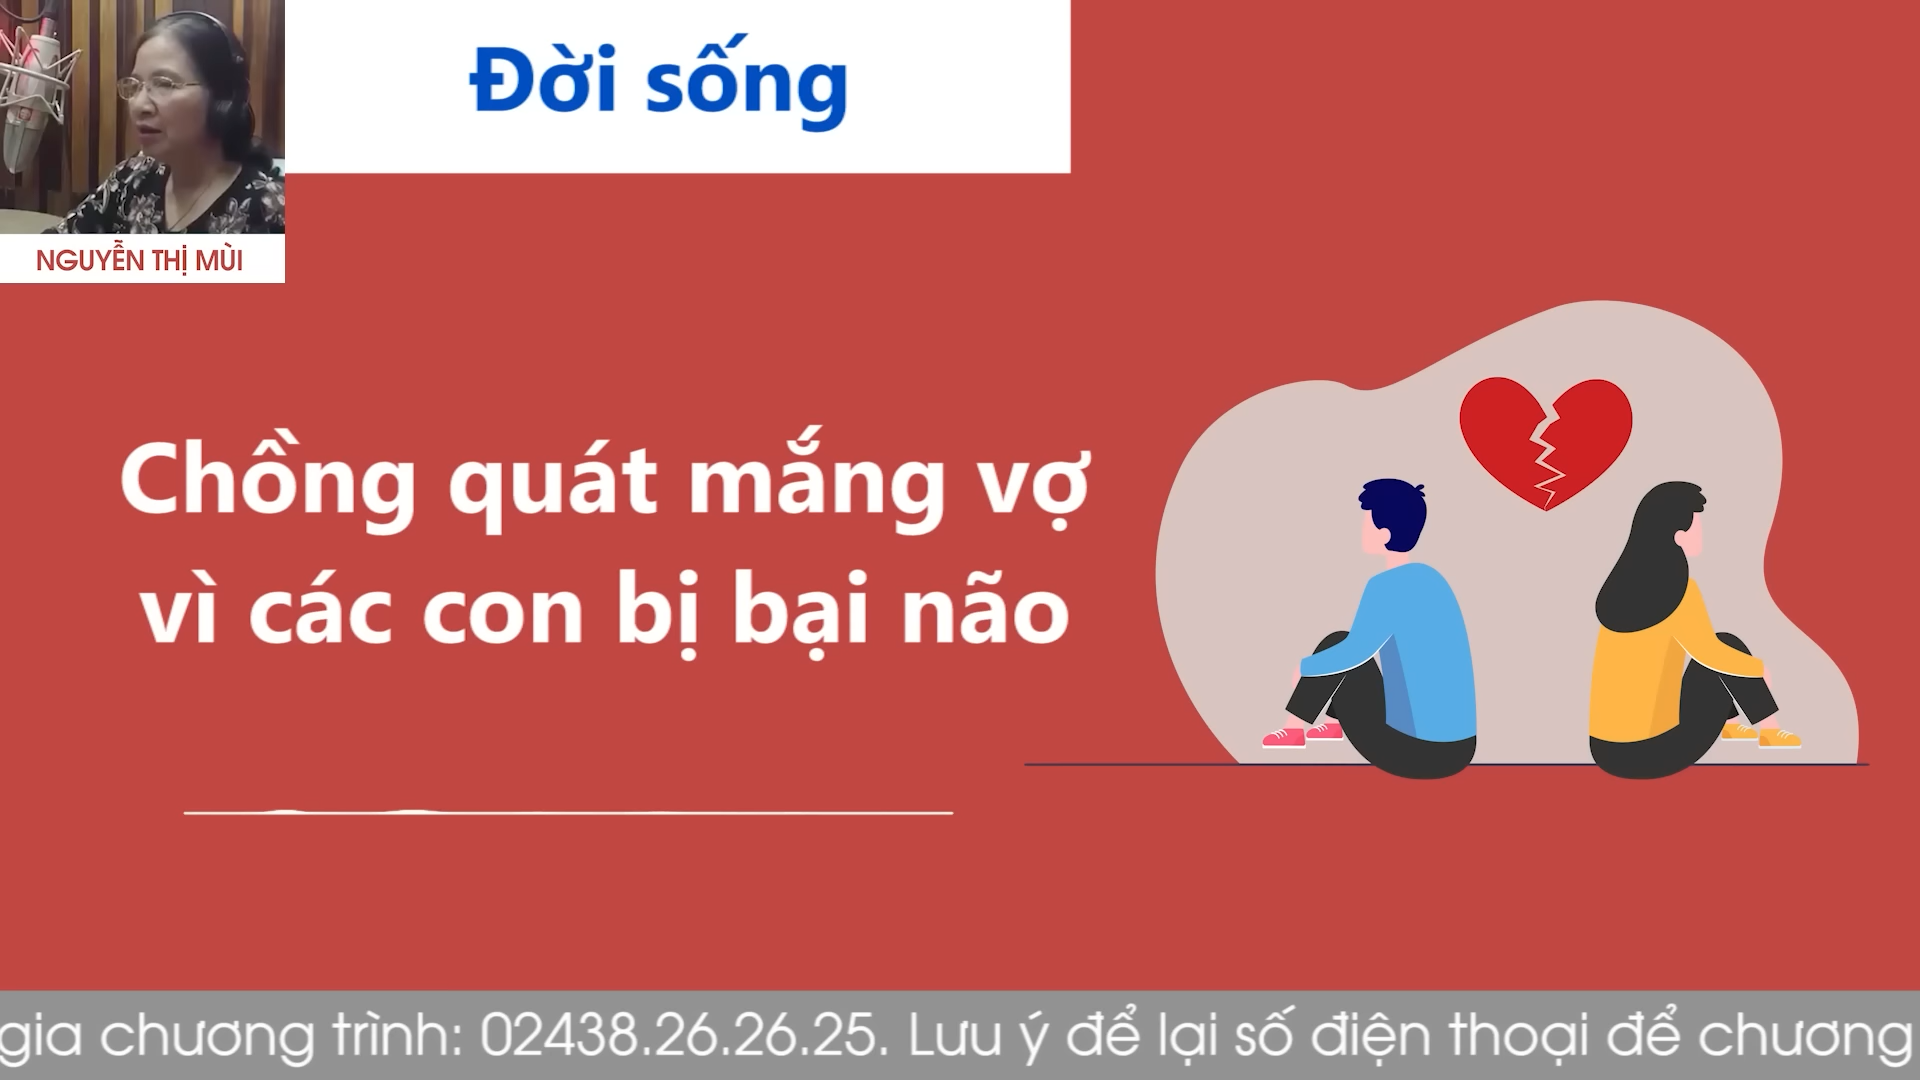 Đời sống
NGUYỄN THỊ MÙI
Chồng quát mắng vợ
vì các con bị bại não
gia chương trình: 02438.26.26.25. Lưu ý để lại số điện thoại để chương